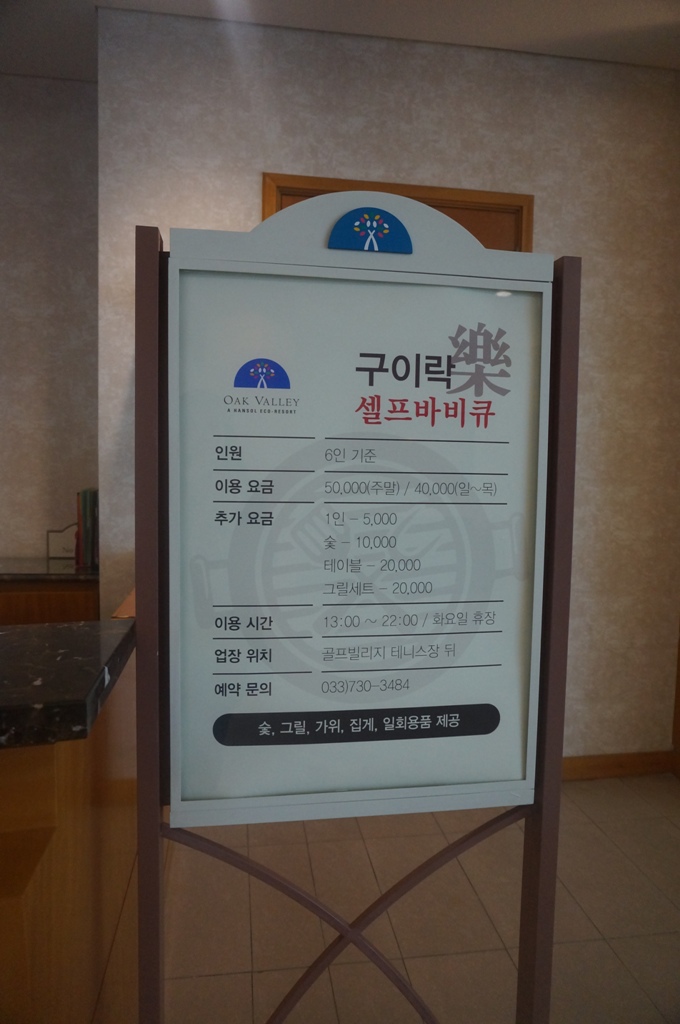 OAK VALLEY
A HANSOL ECO-RESORT
구이락樂
셀프바비큐
인원 6인 기준
이용 요금 50,000(주말) / 40,000(일~목)
추가 요금 1인 - 5,000
숯 - 10,000
테이블 - 20,000
그릴세트 - 20,000
이용 시간 13:00 ~ 22:00 / 화요일 휴장
업장 위치 골프빌리지 테니스장 뒤
예약 문의 033)730-3484
숯, 그릴, 가위, 집게, 일회용품 제공